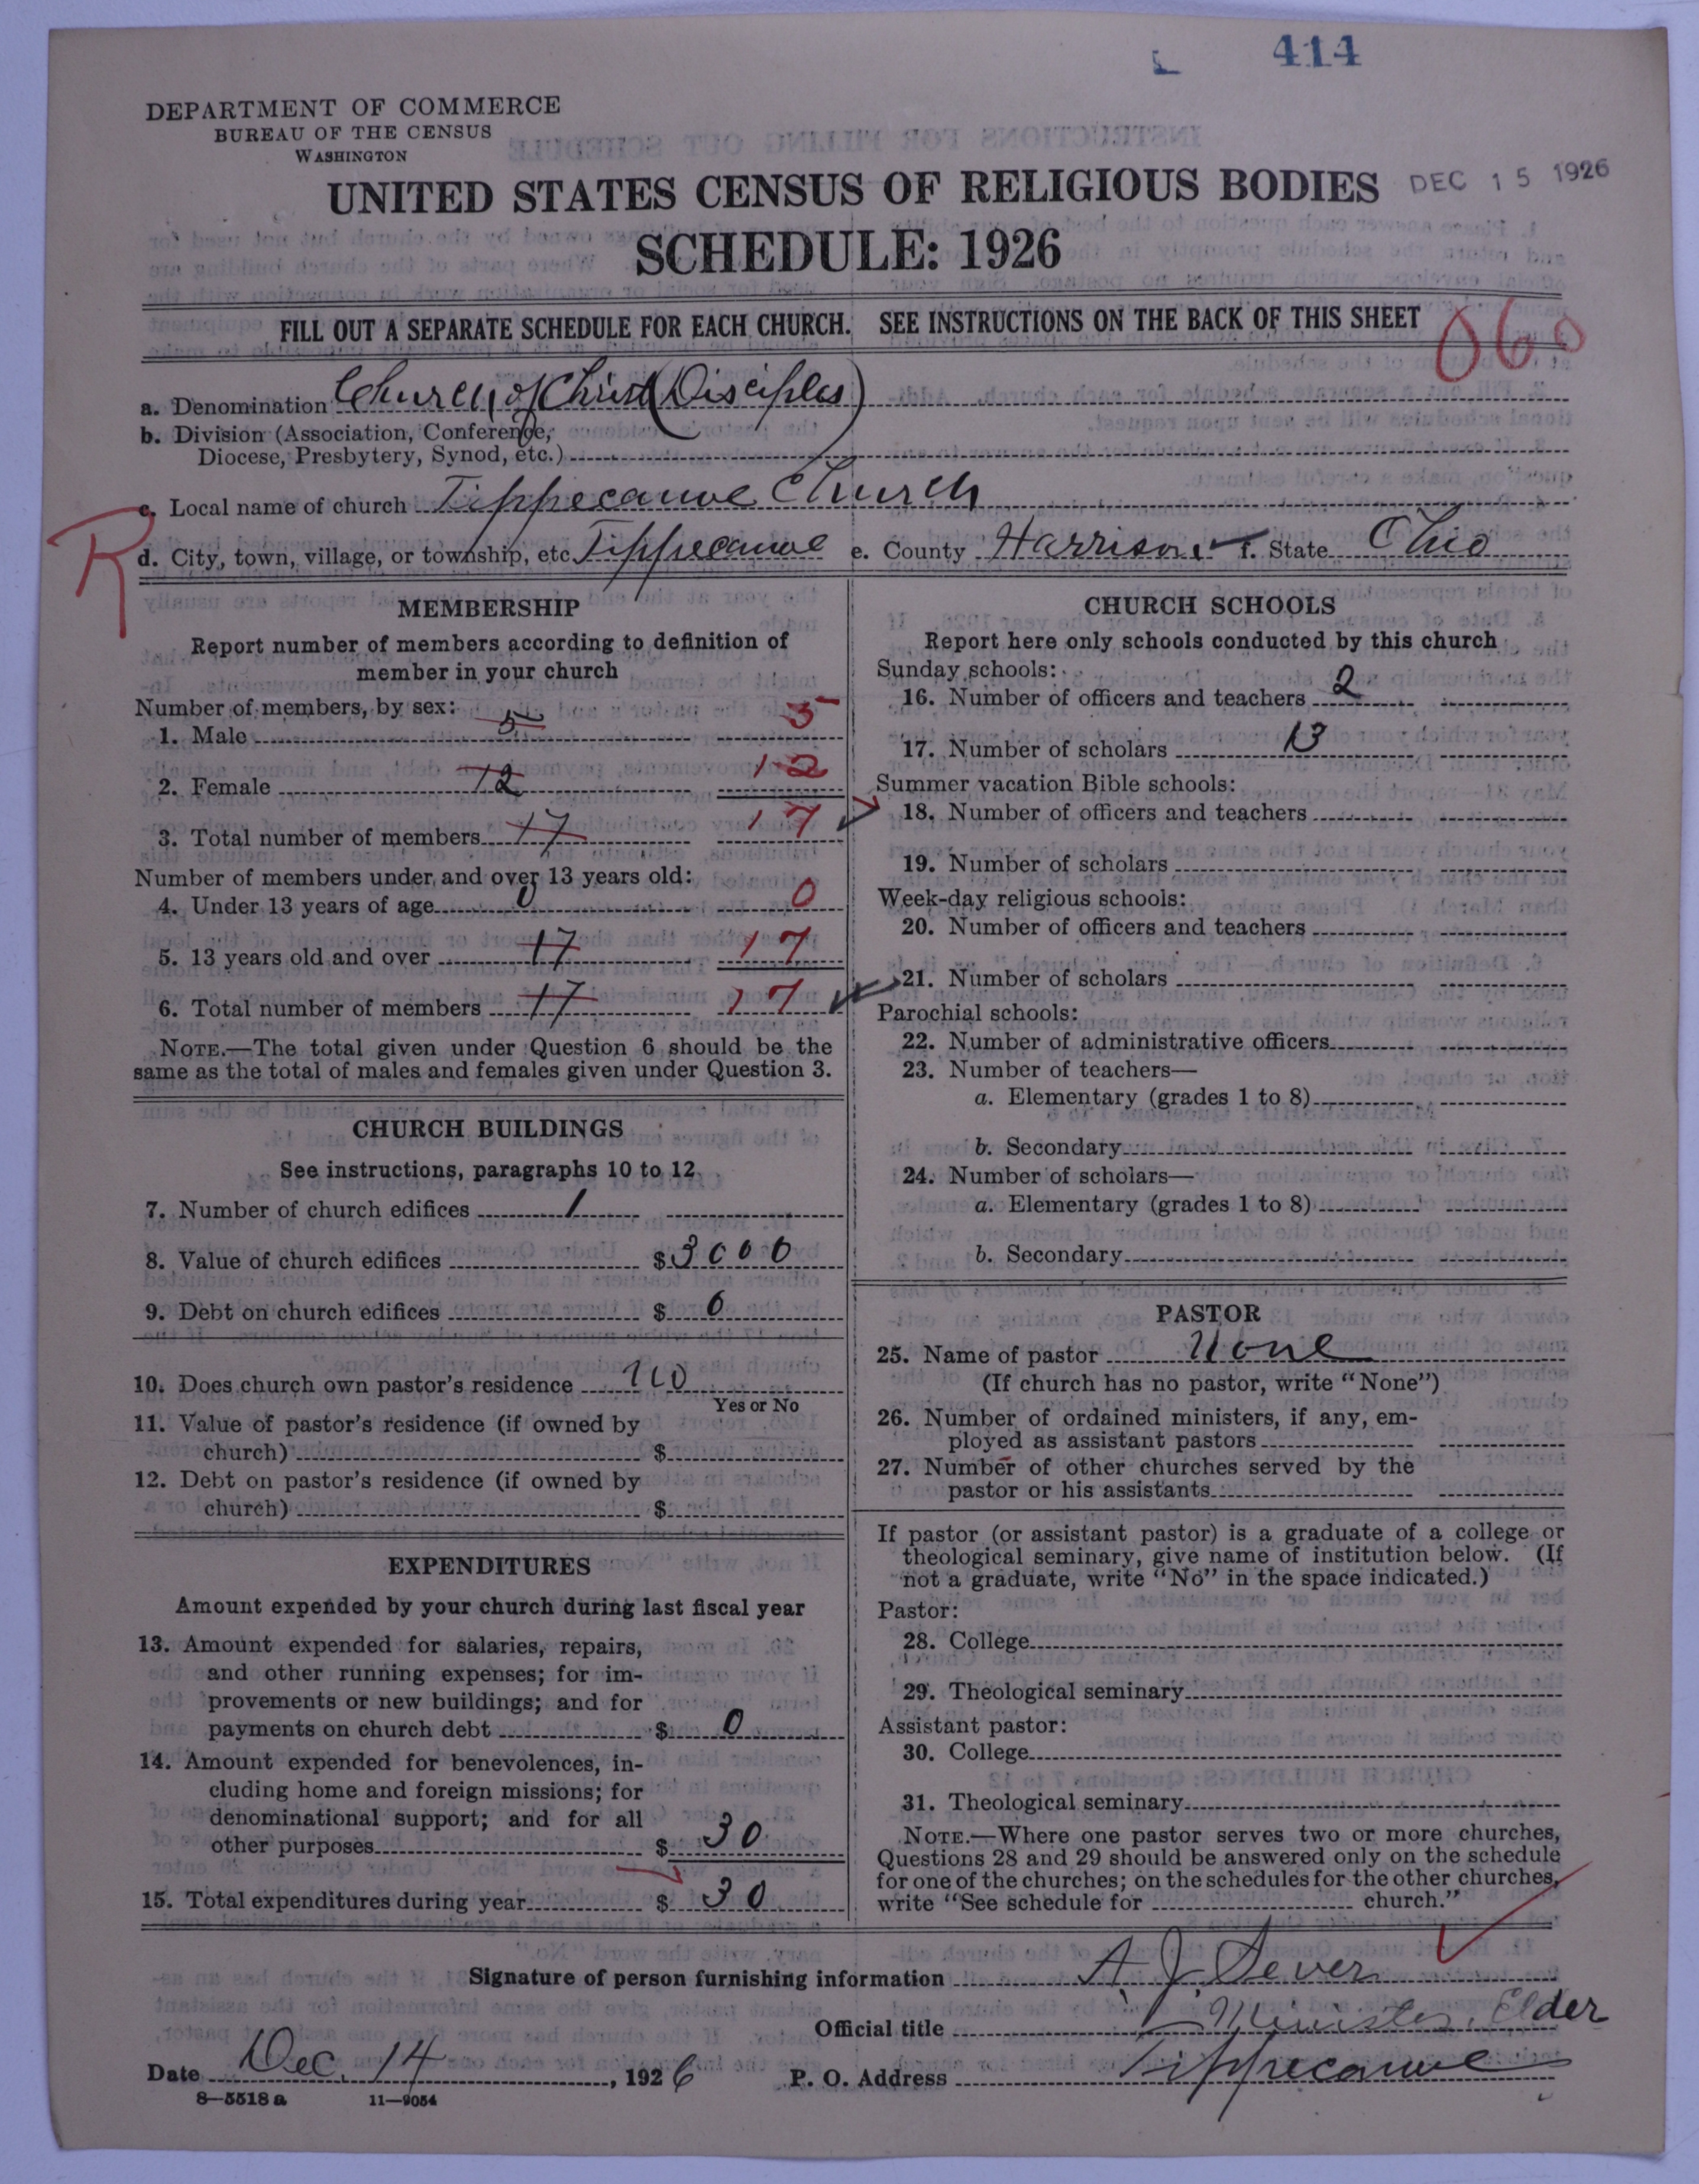 414
DEPARTMENT OF COMMERCE
BUREAU OF THE CENSUS
WASHINGTON
UNITED STATES CENSUS OF RELIGIOUS BODIES
DEC 15 1926
SCHEDULE: 1926
FILL OUT A SEPARATE SCHEDULE FOR EACH CHURCH. SEE INSTRUCTIONS ON THE BACK OF THIS SHEET
060
a. Denomination Church of Christ (Disciples)
b. Division (Association, Conference,
Diocese, Presbytery, Synod, etc.)
c. Local name of church Tippecanoe Church
R
d. City, town, village, or township, etc. Tippecanoe e. County Harrison f. State Ohio
MEMBERSHIP
Report number of members according to definition of
member in your church
Number of members, by sex:
1. Male 5 5
2. Female 12 12
3. Total number of members 17 17
Number of members under and over 13 years old:
4. Under 13 years of age 0 0
5. 13 years old and over 17 17
6. Total number of members 17 17
NOTE.—The total given under Question 6 should be the
same as the total of males and females given under Question 3.
CHURCH BUILDINGS
See instructions, paragraphs 10 to 12
7. Number of church edifices 1
8. Value of church edifices $ 3000
9. Debt on church edifices $ 0
10. Does church own pastor's residence no
Yes or No
11. Value of pastor's residence (if owned by
church) $
12. Debt on pastor's residence (if owned by
church) $
EXPENDITURES
Amount expended by your church during last fiscal year
13. Amount expended for salaries, repairs,
and other running expenses; for im-
provements or new buildings; and for
payments on church debt $ 0
14. Amount expended for benevolences, in-
cluding home and foreign missions; for
denominational support; and for all
other purposes $ 30
15. Total expenditures during year $ 30
CHURCH SCHOOLS
Report here only schools conducted by this church
Sunday schools:
16. Number of officers and teachers 2
17. Number of scholars 13
Summer vacation Bible schools:
18. Number of officers and teachers
19. Number of scholars
Week-day religious schools:
20. Number of officers and teachers
21. Number of scholars
Parochial schools:
22. Number of administrative officers
23. Number of teachers—
a. Elementary (grades 1 to 8)
b. Secondary
24. Number of scholars—
a. Elementary (grades 1 to 8)
b. Secondary
PASTOR
25. Name of pastor None
(If church has no pastor, write "None")
26. Number of ordained ministers, if any, em-
ployed as assistant pastors
27. Number of other churches served by the
pastor or his assistants
If pastor (or assistant pastor) is a graduate of a college or
theological seminary, give name of institution below. (If
not a graduate, write "No" in the space indicated.)
Pastor:
28. College
29. Theological seminary
Assistant pastor:
30. College
31. Theological seminary
NOTE.—Where one pastor serves two or more churches,
Questions 28 and 29 should be answered only on the schedule
for one of the churches; on the schedules for the other churches,
write "See schedule for church."
Signature of person furnishing information A. J. Sever
Official title Minister, Elder
Date Dec. 14, 1926 P. O. Address Tippecanoe
8—5518 a 11—9054